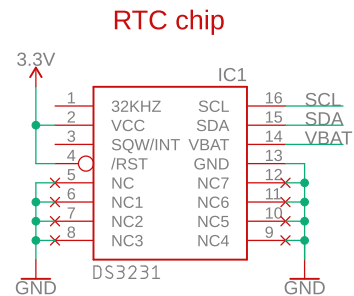 RTC chip
3.3V
IC1
1 32KHZ SCL 16 SCL
2 VCC SDA 15 SDA
3 SQW/INT VBAT 14 VBAT
4 /RST GND 13
5 NC NC7 12
6 NC1 NC6 11
7 NC2 NC5 10
8 NC3 NC4 9
DS3231
GND GND